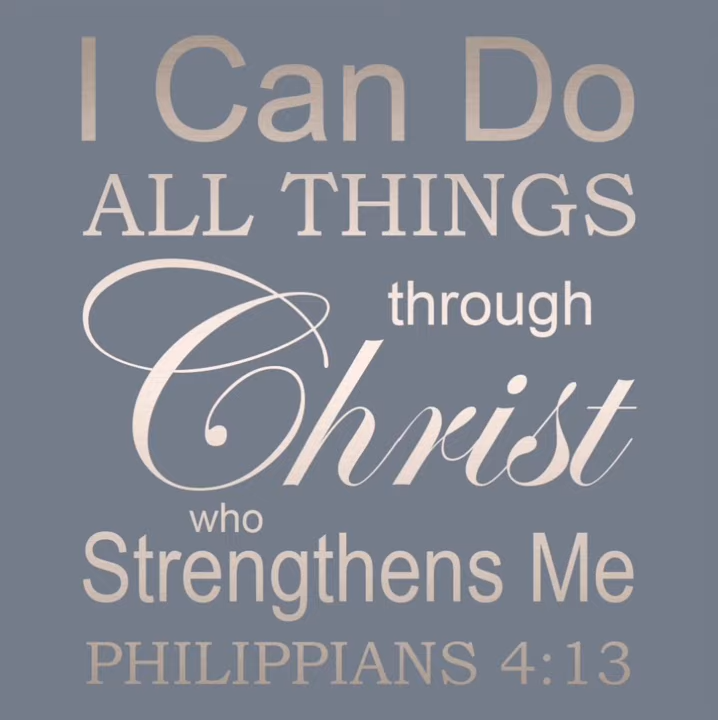 I Can Do
ALL THINGS
through
Christ
who
Strengthens Me
PHILIPPIANS 4:13